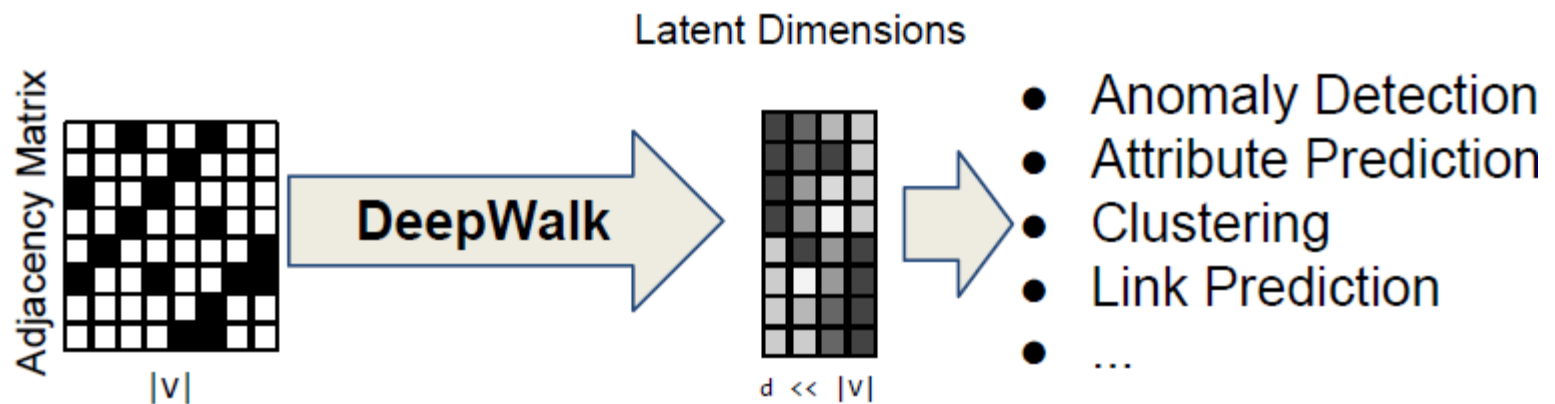 Latent Dimensions
Adjacency Matrix
|V|
DeepWalk
d << |V|
● Anomaly Detection
● Attribute Prediction
● Clustering
● Link Prediction
● ...